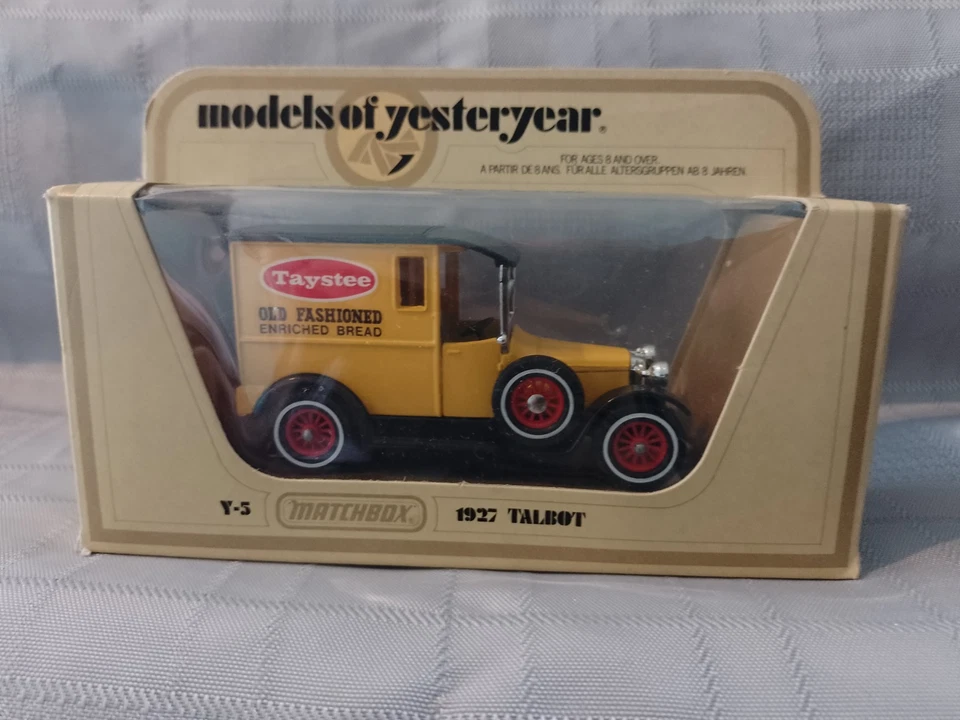 models of yesteryear®
FOR AGES 8 AND OVER.
A PARTIR DE 8 ANS. FÜR ALLE ALTERSGRUPPEN AB 8 JAHREN
Taystee
OLD FASHIONED
ENRICHED BREAD
Y-5 MATCHBOX® 1927 TALBOT